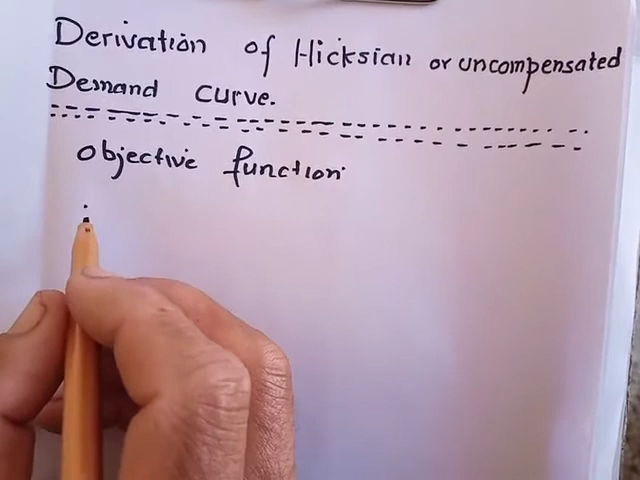 Derivation of Hicksian or uncompensated
Demand curve.
Objective function